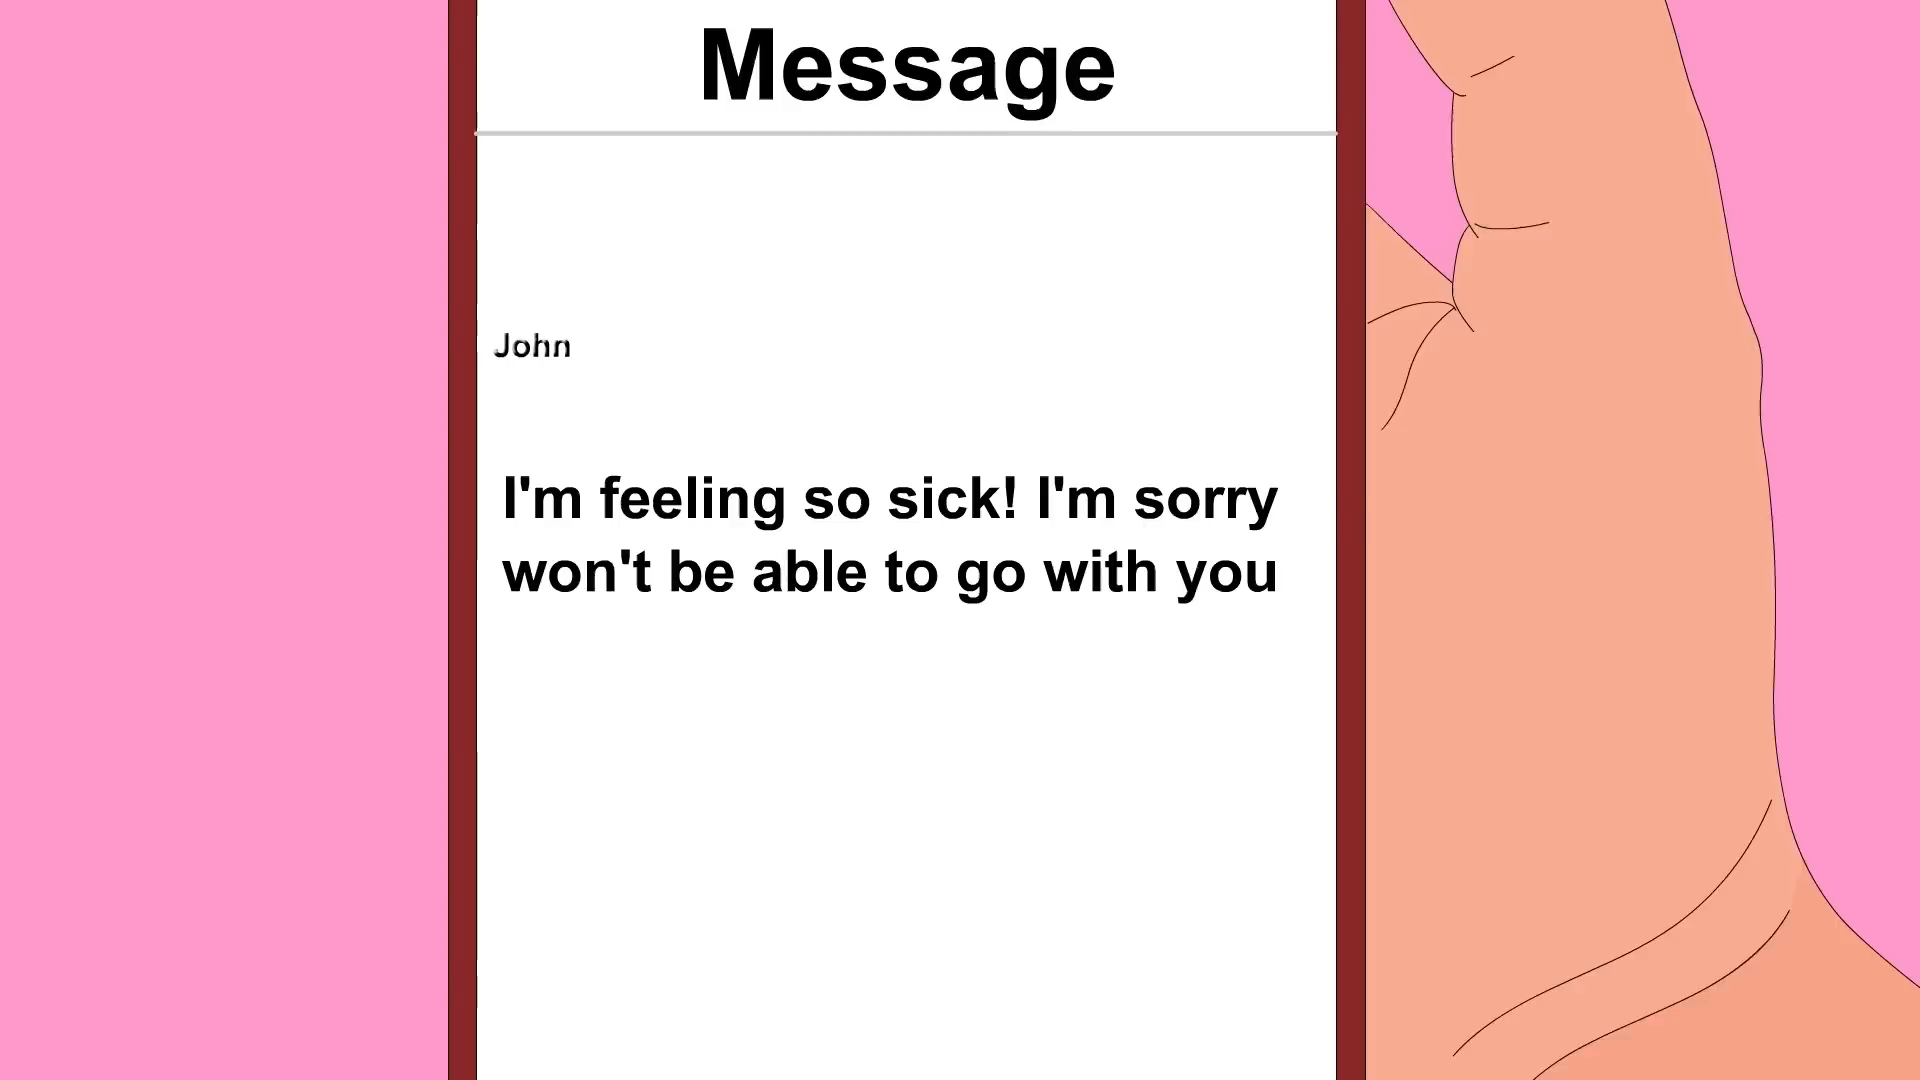 Message
John
I'm feeling so sick! I'm sorry
won't be able to go with you